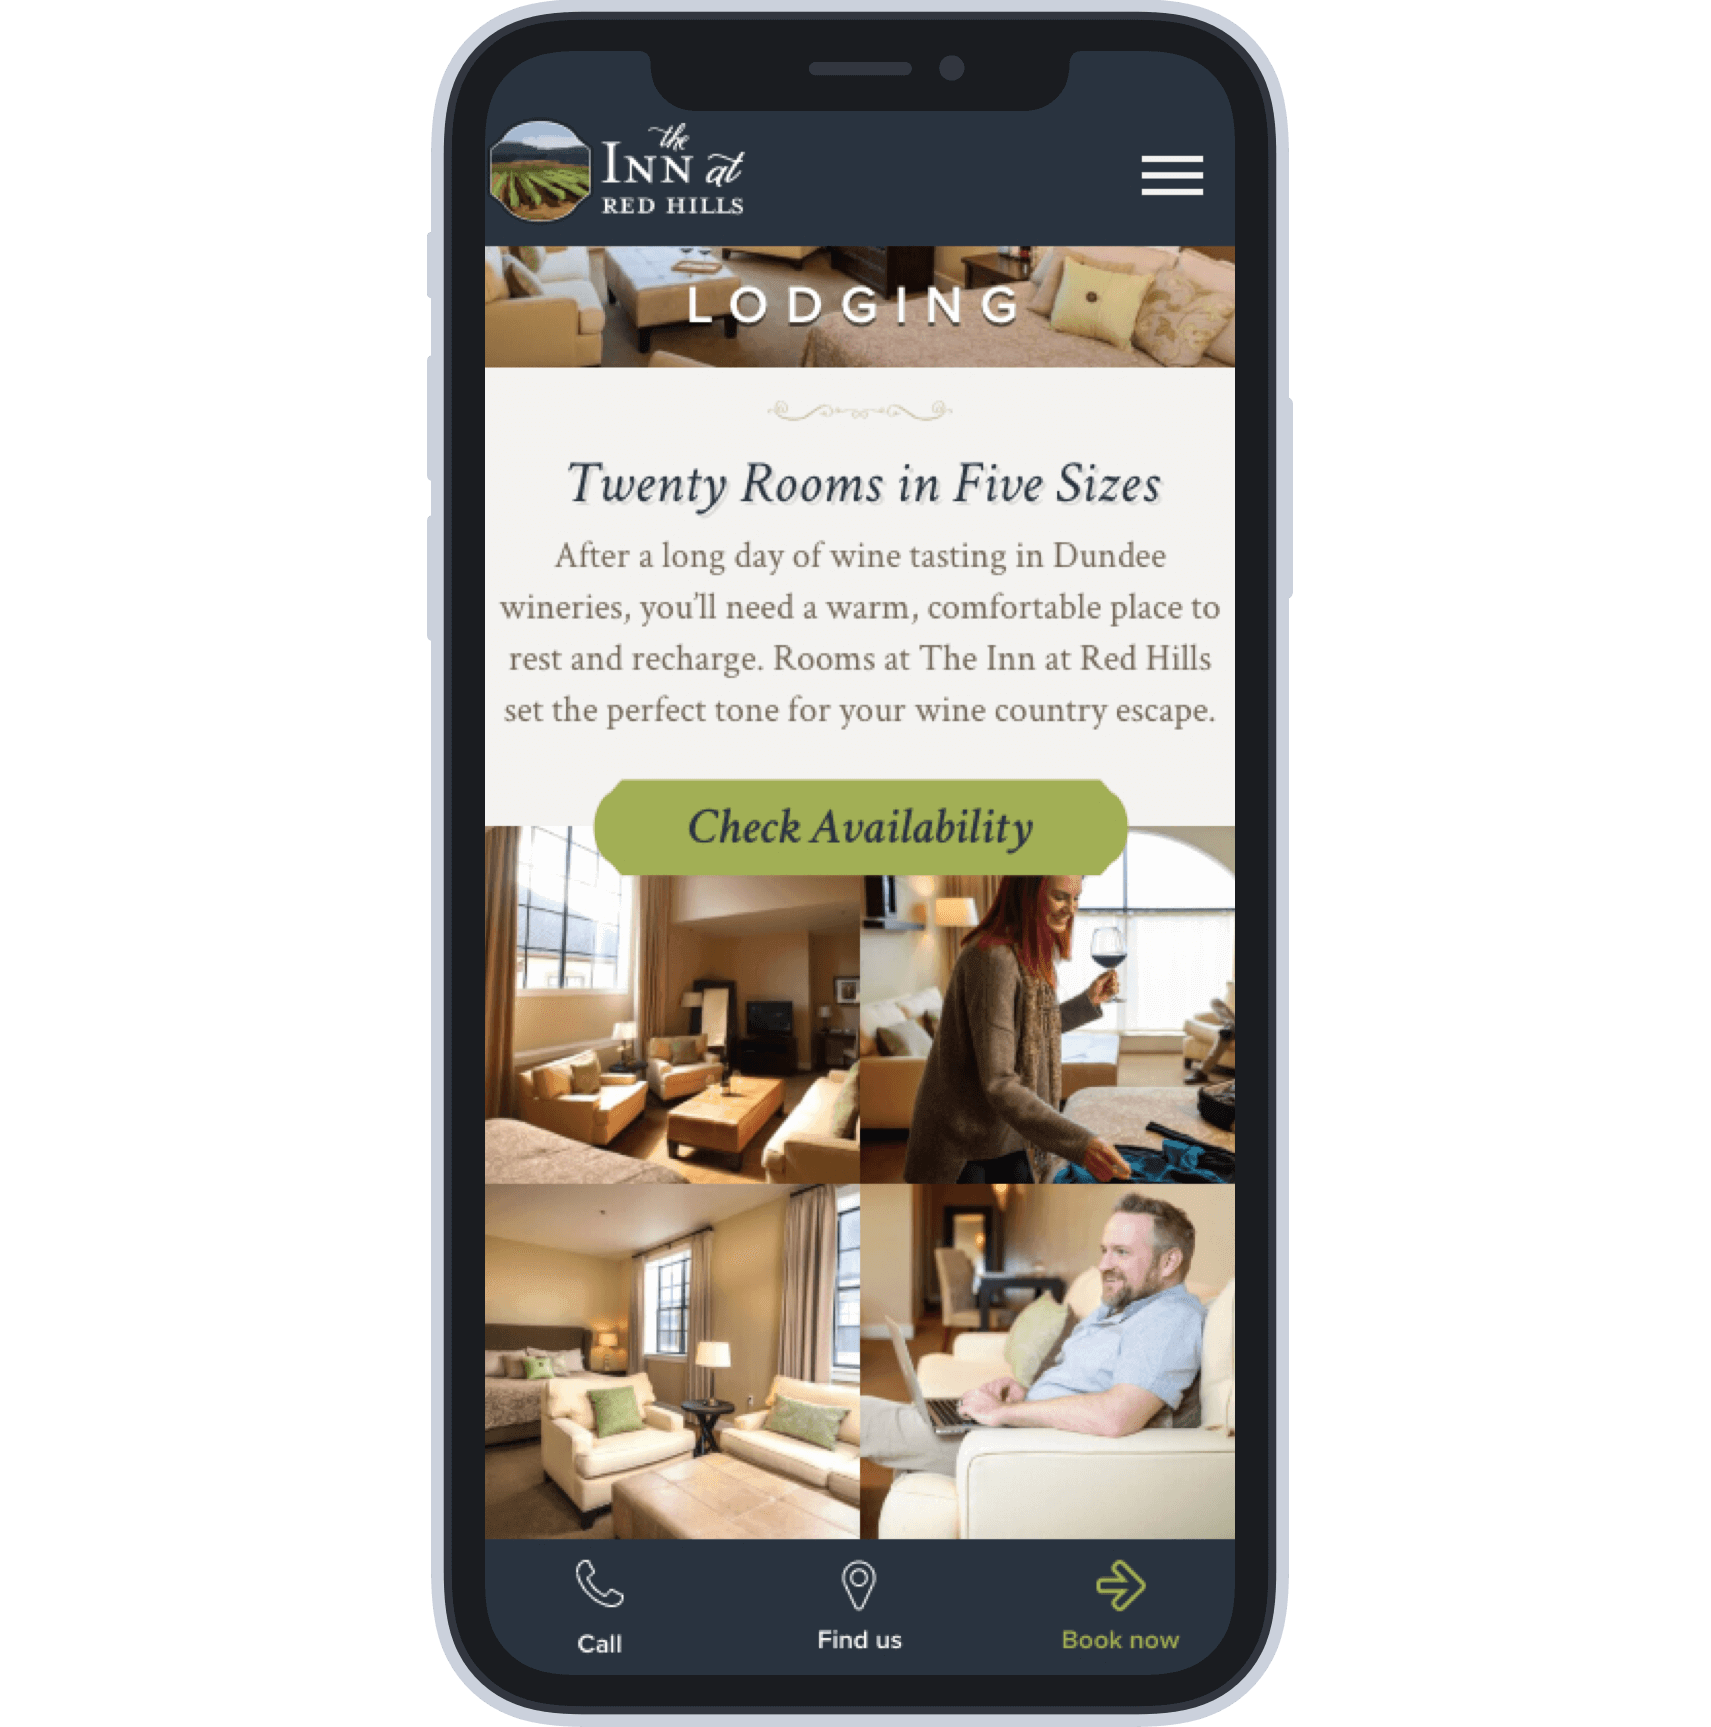 the
INN at
RED HILLS
LODGING
Twenty Rooms in Five Sizes
After a long day of wine tasting in Dundee
wineries, you'll need a warm, comfortable place to
rest and recharge. Rooms at The Inn at Red Hills
set the perfect tone for your wine country escape.
Check Availability
Call
Find us
Book now